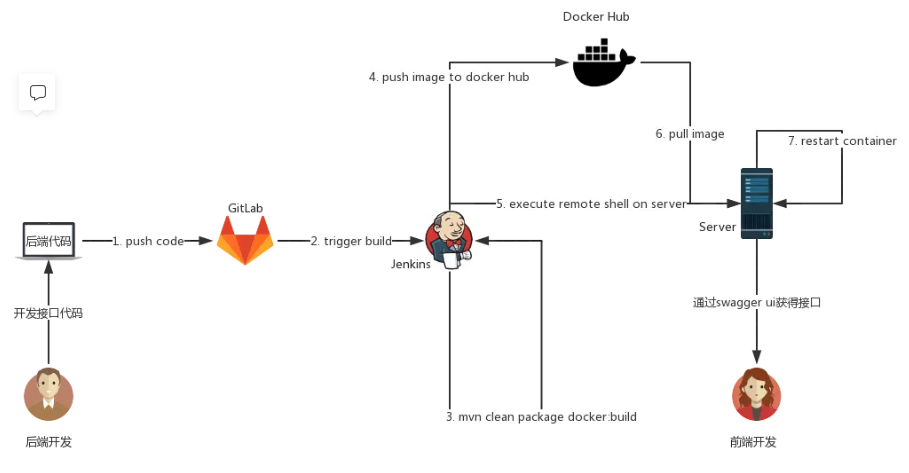 Docker Hub
4. push image to docker hub
6. pull image
7. restart container
GitLab
5. execute remote shell on server
Server
后端代码
1. push code
2. trigger build
Jenkins
通过swagger ui获得接口
开发接口代码
3. mvn clean package docker:build
后端开发
前端开发